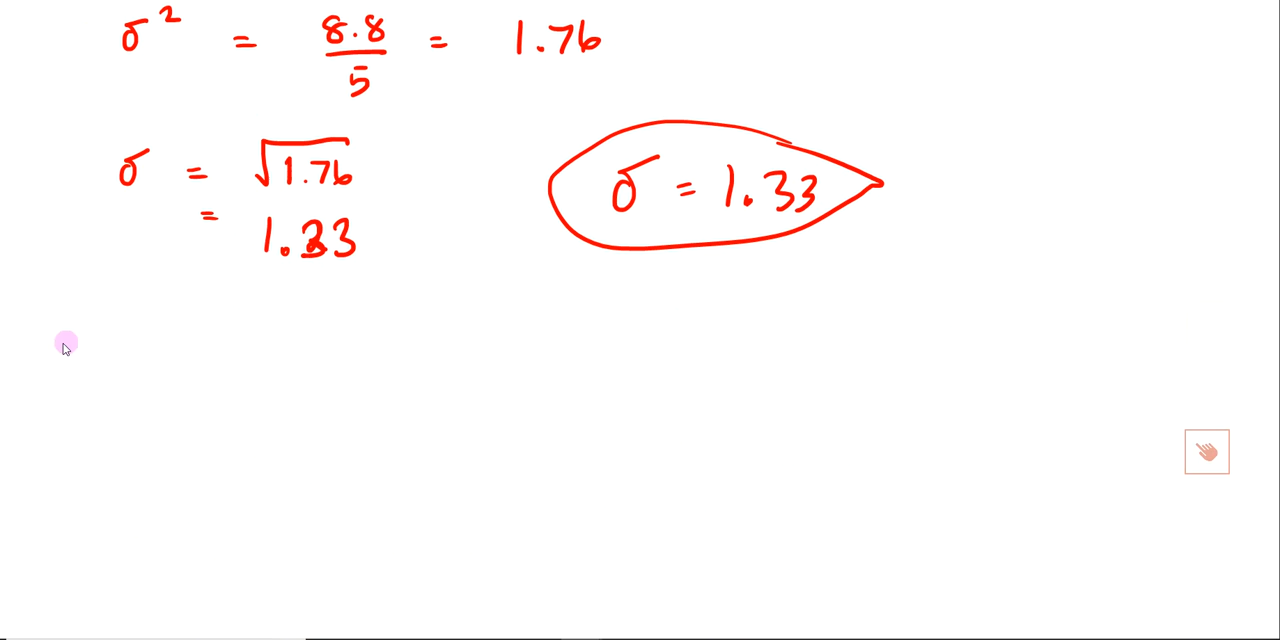 σ² = 8.8/5 = 1.76
σ = √1.76
= 1.33
σ = 1.33